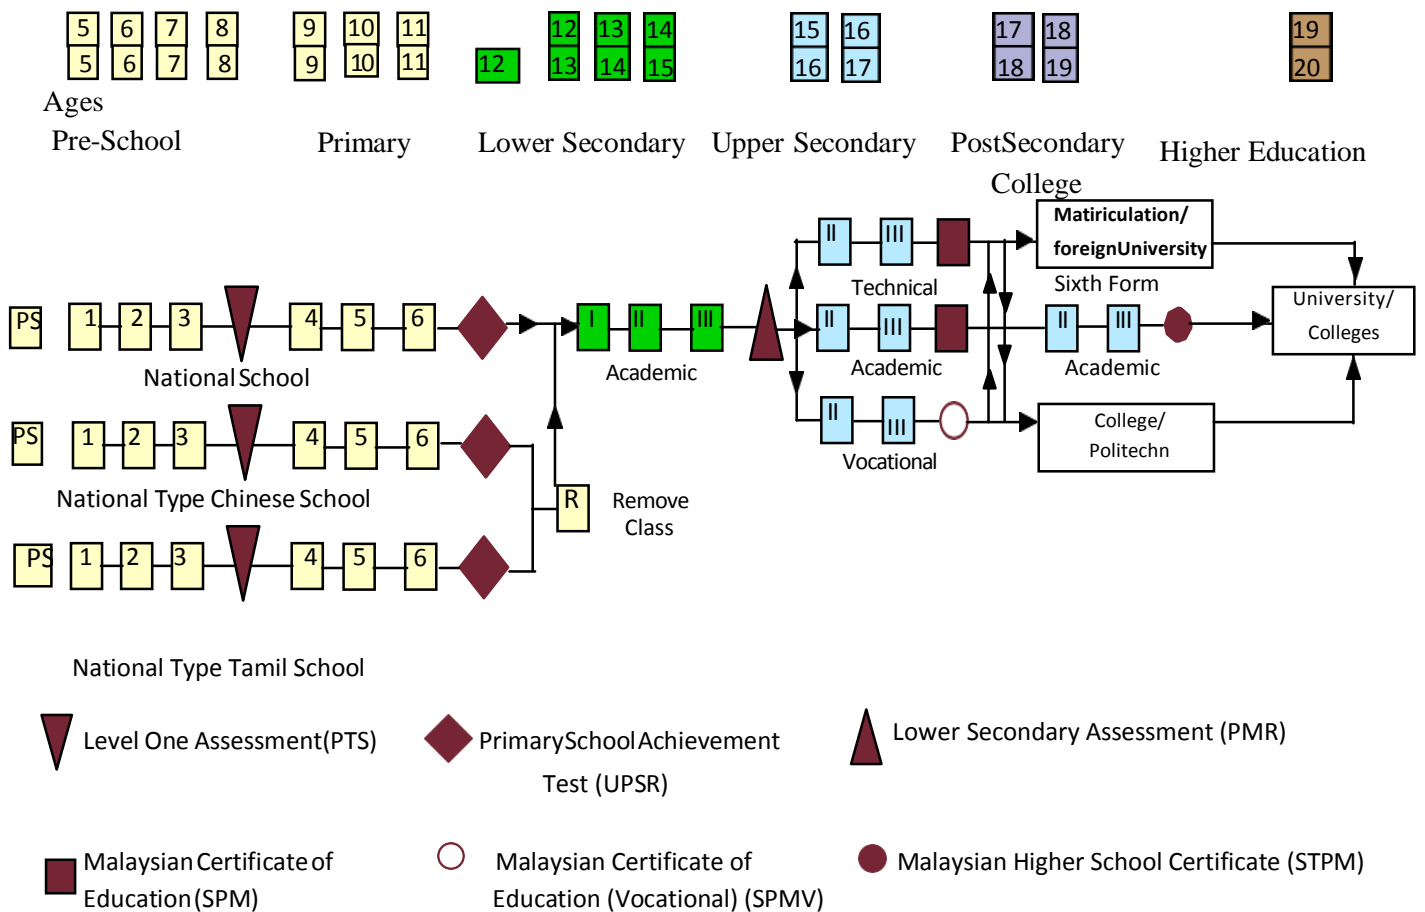 5 6 7 8 9 10 11 12 13 14 15 16 17 18 19
5 6 7 8 9 10 11 12 13 14 15 16 17 18 19 20
Ages
Pre-School Primary Lower Secondary Upper Secondary PostSecondary Higher Education
College
Matiriculation/
foreignUniversity
II III
Technical
Sixth Form
PS 1 2 3 4 5 6 I II III II III II III
University/
Colleges
National School
Academic
Academic
Academic
PS 1 2 3 4 5 6 II III
College/
Politechn
Vocational
National Type Chinese School
R
Remove
Class
PS 1 2 3 4 5 6
National Type Tamil School
Level One Assessment(PTS)
PrimarySchoolAchievement
Test (UPSR)
Lower Secondary Assessment (PMR)
Malaysian Certificate of
Education (SPM)
Malaysian Certificate of
Education (Vocational) (SPMV)
Malaysian Higher School Certificate (STPM)